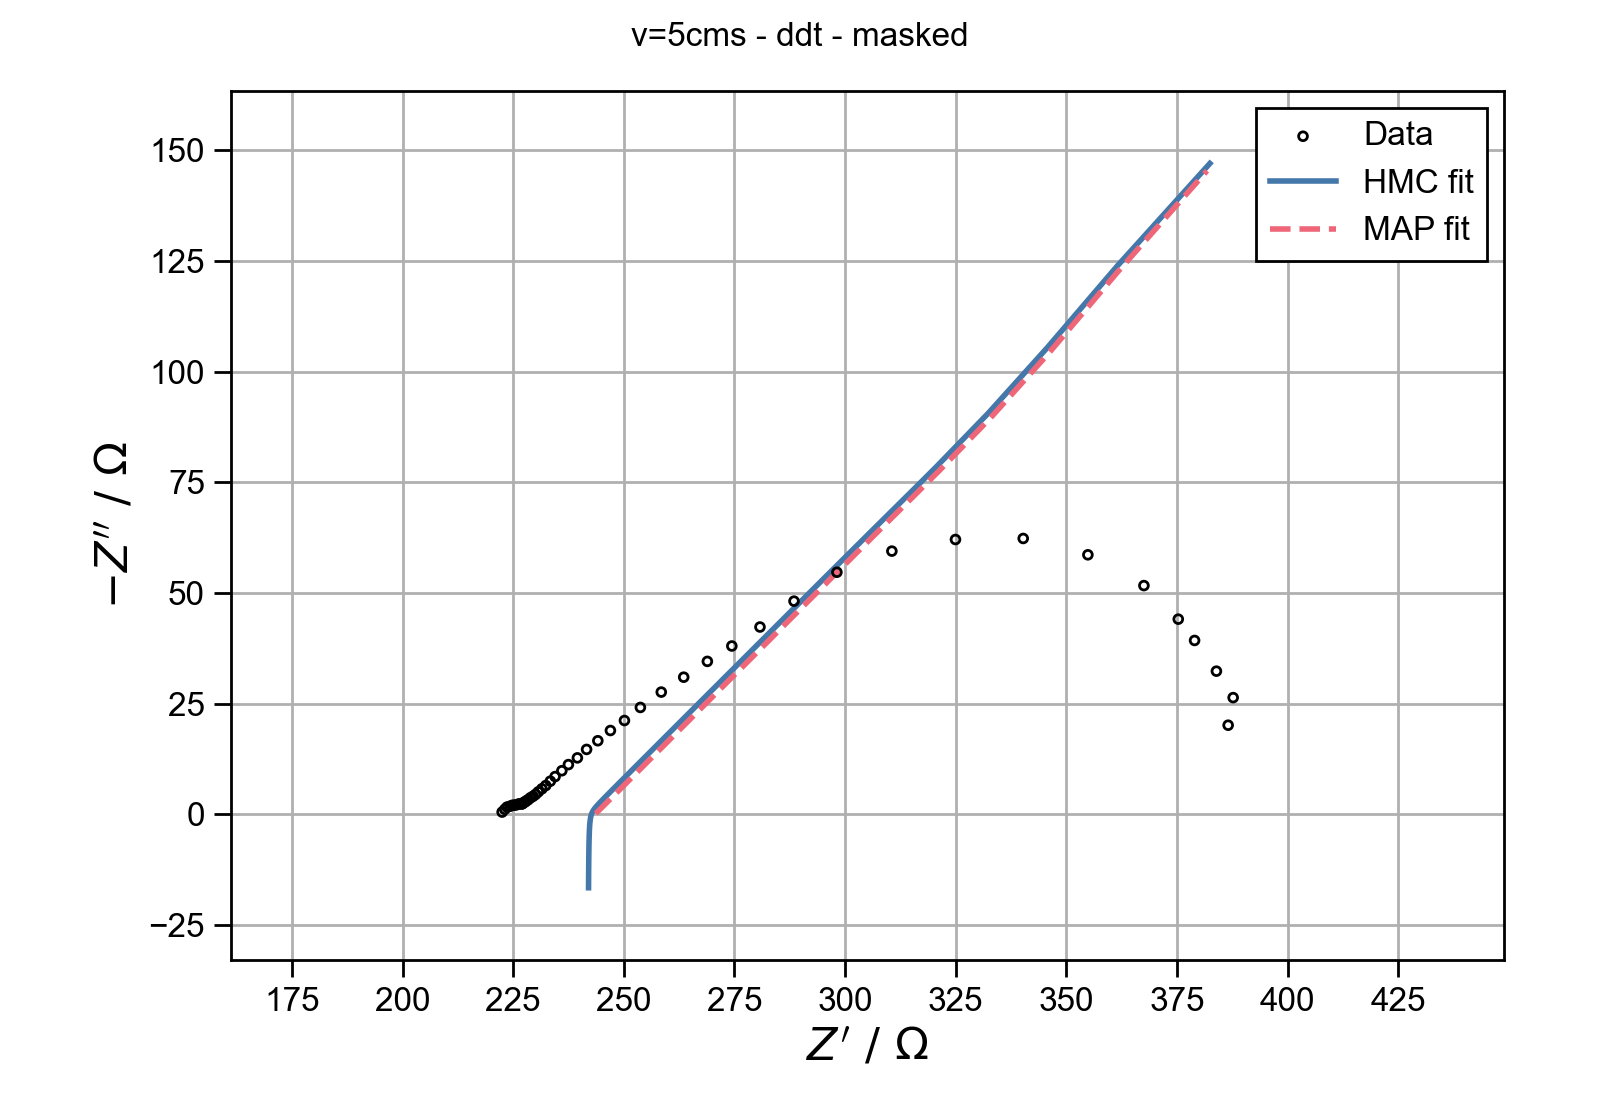 v=5cms - ddt - masked
Data
HMC fit
MAP fit
150
125
100
75
50
25
0
−25
−Z″ / Ω
175 200 225 250 275 300 325 350 375 400 425
Z′ / Ω